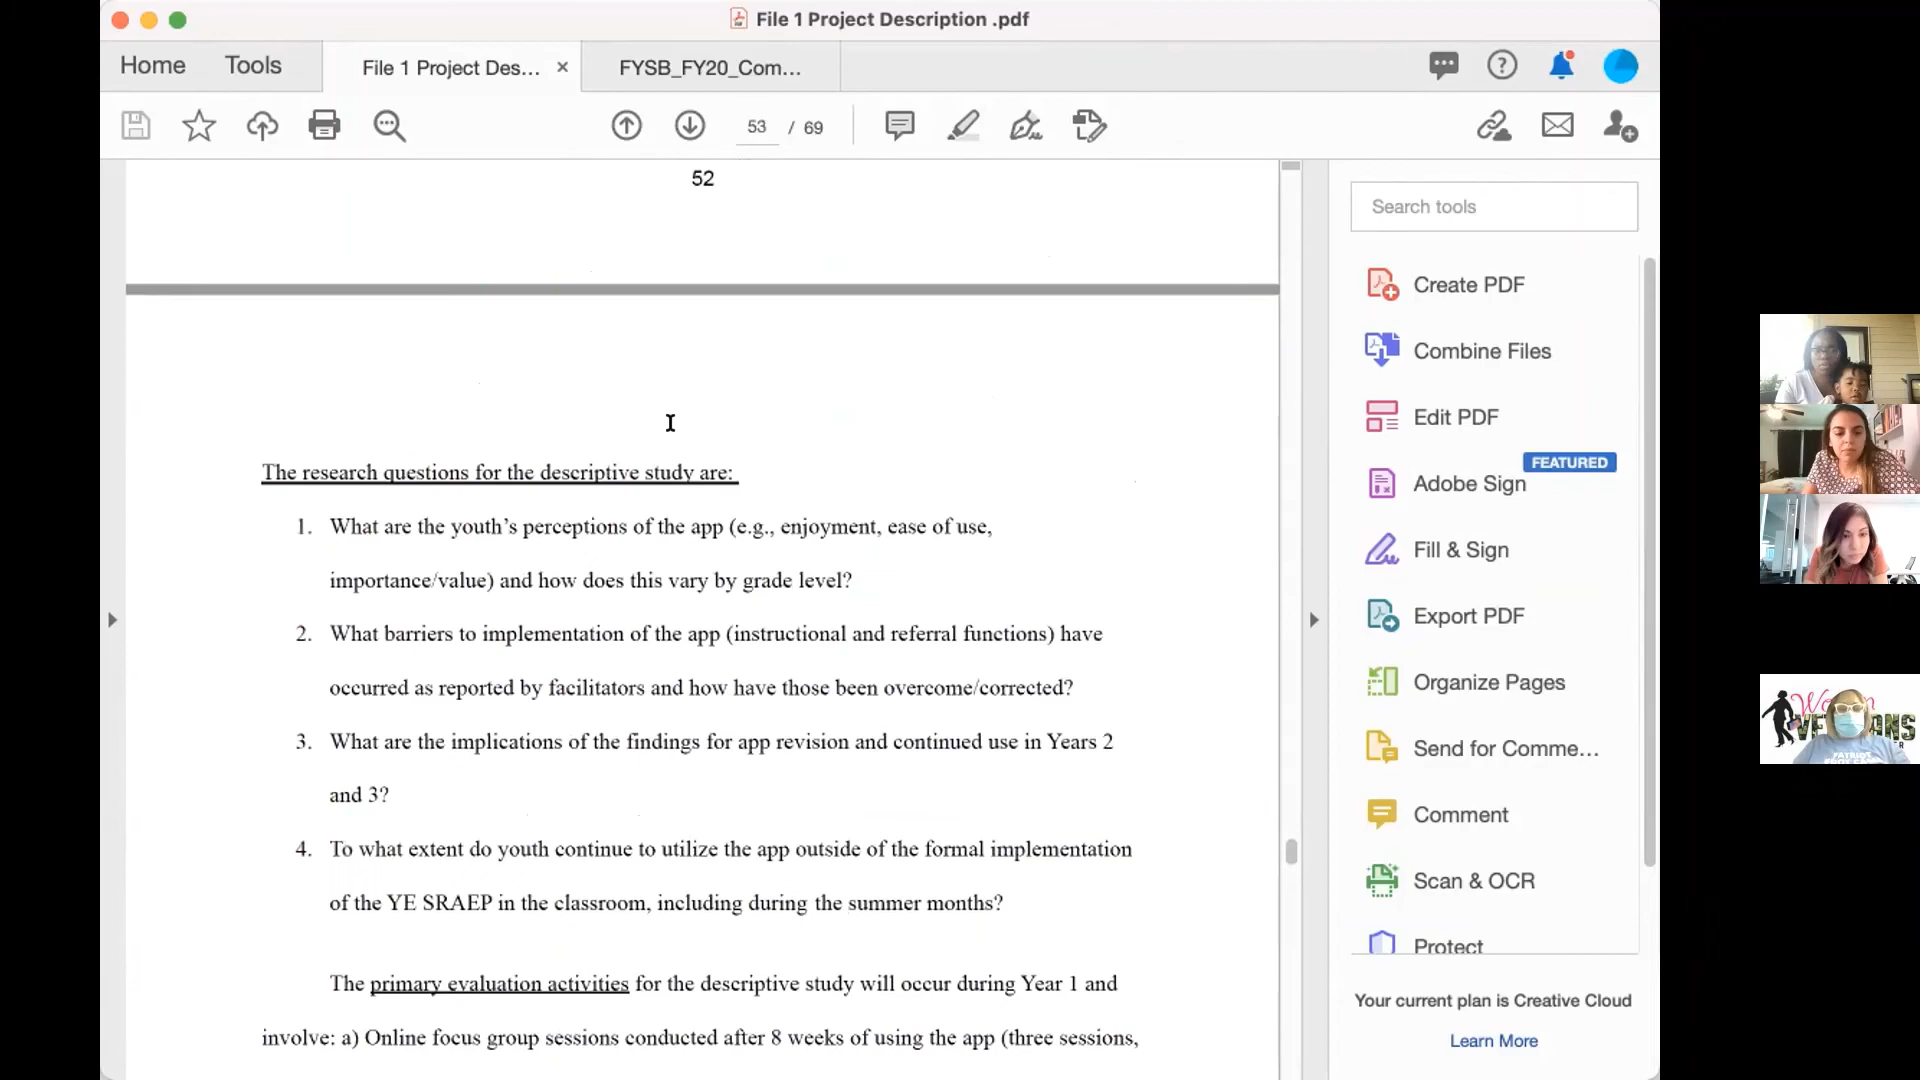 File 1 Project Description .pdf
Home
Tools
File 1 Project Des...
FYSB_FY20_Com...
53 / 69
52
Search tools
The research questions for the descriptive study are:
1. What are the youth’s perceptions of the app (e.g., enjoyment, ease of use,
importance/value) and how does this vary by grade level?
2. What barriers to implementation of the app (instructional and referral functions) have
occurred as reported by facilitators and how have those been overcome/corrected?
3. What are the implications of the findings for app revision and continued use in Years 2
and 3?
4. To what extent do youth continue to utilize the app outside of the formal implementation
of the YE SRAEP in the classroom, including during the summer months?
The primary evaluation activities for the descriptive study will occur during Year 1 and
involve: a) Online focus group sessions conducted after 8 weeks of using the app (three sessions,
Create PDF
Combine Files
Edit PDF
FEATURED
Adobe Sign
Fill & Sign
Export PDF
Organize Pages
Send for Comme...
Comment
Scan & OCR
Protect
Your current plan is Creative Cloud
Learn More